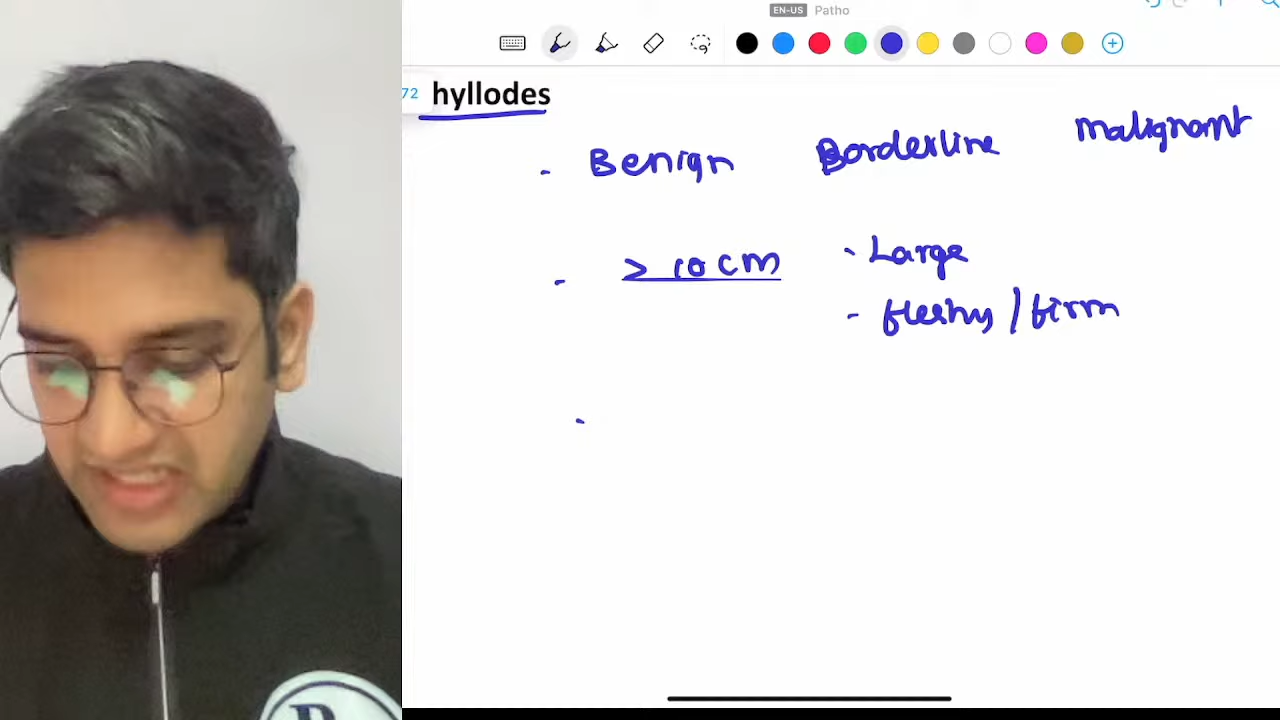 EN-US Patho
72 hyllodes
. Benign Borderline Malignant
. > 10 cm . Large
- fleshy / firm
.